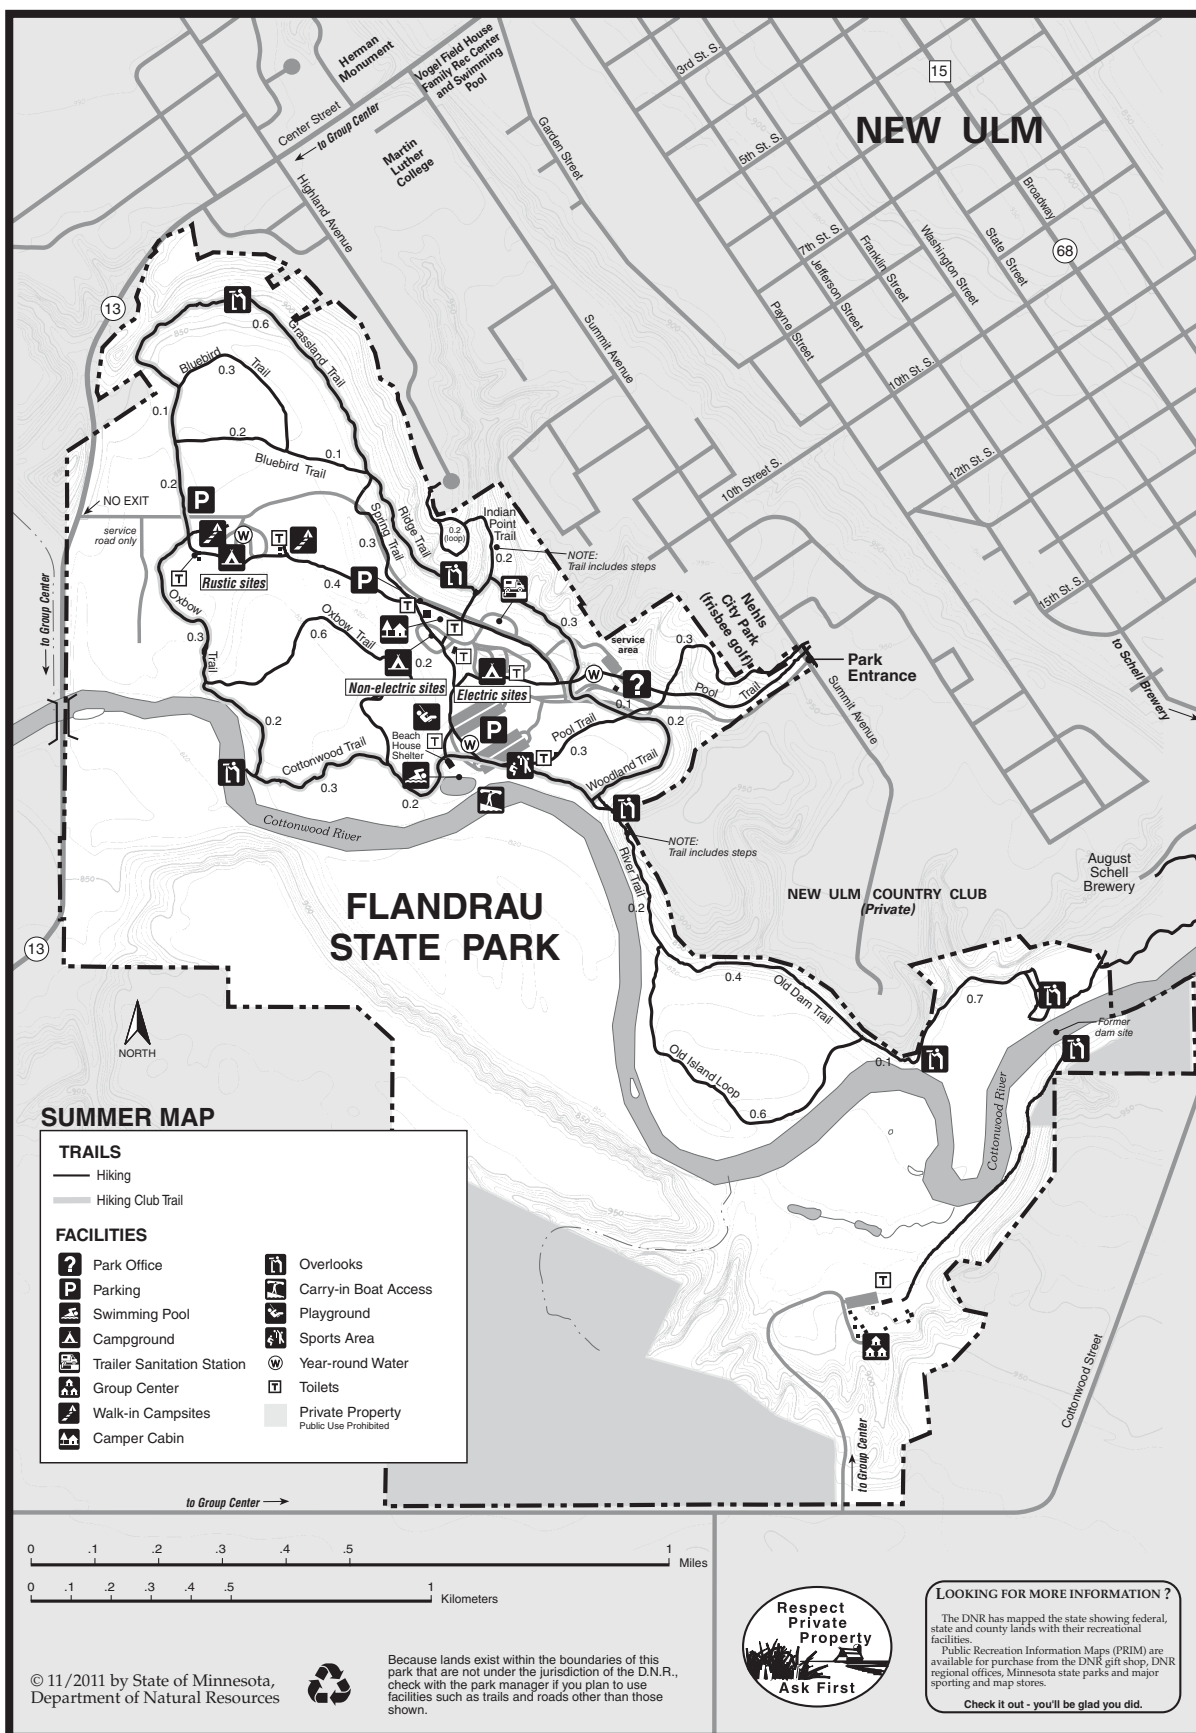 Herman
Monument
Vogel Field House
Family Rec Center
and Swimming
Pool
Center Street
to Group Center
Martin
Luther
College
Highland Avenue
Garden Street
3rd St. S.
15
NEW ULM
5th St. S.
Broadway
7th St. S.
Jefferson Street
Franklin Street
Washington Street
State Street
68
Payne Street
Summit Avenue
10th St. S.
10th Street S.
12th St. S.
15th St. S.
to Schell Brewery
13
0.6
Grassland Trail
Bluebird Trail
0.3
0.1
0.2
0.1
Bluebird Trail
0.2
P
NO EXIT
service
road only
W
T
T
Rustic sites
Spring Trail
Ridge Trail
0.3
0.2
(loop)
Indian
Point
Trail
0.2
NOTE:
Trail includes steps
P
0.4
T
T
Oxbow Trail
0.3
Oxbow Trail
0.6
0.2
T
T
0.3
Non-electric sites
Electric sites
service
area
W
?
0.1
Nehls
City Park
(frisbee golf)
0.3
Pool Trail
Park
Entrance
0.2
Summit Avenue
to Group Center
P
W
T
Beach
House
Shelter
T
Pool Trail
0.3
Woodland Trail
0.2
Cottonwood Trail
0.3
0.2
Cottonwood River
NOTE:
Trail includes steps
River Trail
0.2
FLANDRAU
STATE PARK
NEW ULM COUNTRY CLUB
(Private)
August
Schell
Brewery
13
0.4
Old Dam Trail
0.7
Former
dam site
0.1
Old Island Loop
0.6
Cottonwood River
NORTH
T
Cottonwood Street
to Group Center
to Group Center
SUMMER MAP
TRAILS
Hiking
Hiking Club Trail
FACILITIES
? Park Office
P Parking
Swimming Pool
Campground
Trailer Sanitation Station
Group Center
Walk-in Campsites
Camper Cabin
Overlooks
Carry-in Boat Access
Playground
Sports Area
W Year-round Water
T Toilets
Private Property
Public Use Prohibited
0 .1 .2 .3 .4 .5 1 Miles
0 .1 .2 .3 .4 .5 1 Kilometers
© 11/2011 by State of Minnesota,
Department of Natural Resources
Because lands exist within the boundaries of this
park that are not under the jurisdiction of the D.N.R.,
check with the park manager if you plan to use
facilities such as trails and roads other than those
shown.
Respect
Private
Property
Ask First
LOOKING FOR MORE INFORMATION ?
The DNR has mapped the state showing federal,
state and county lands with their recreational
facilities.
Public Recreation Information Maps (PRIM) are
available for purchase from the DNR gift shop, DNR
regional offices, Minnesota state parks and major
sporting and map stores.
Check it out - you'll be glad you did.